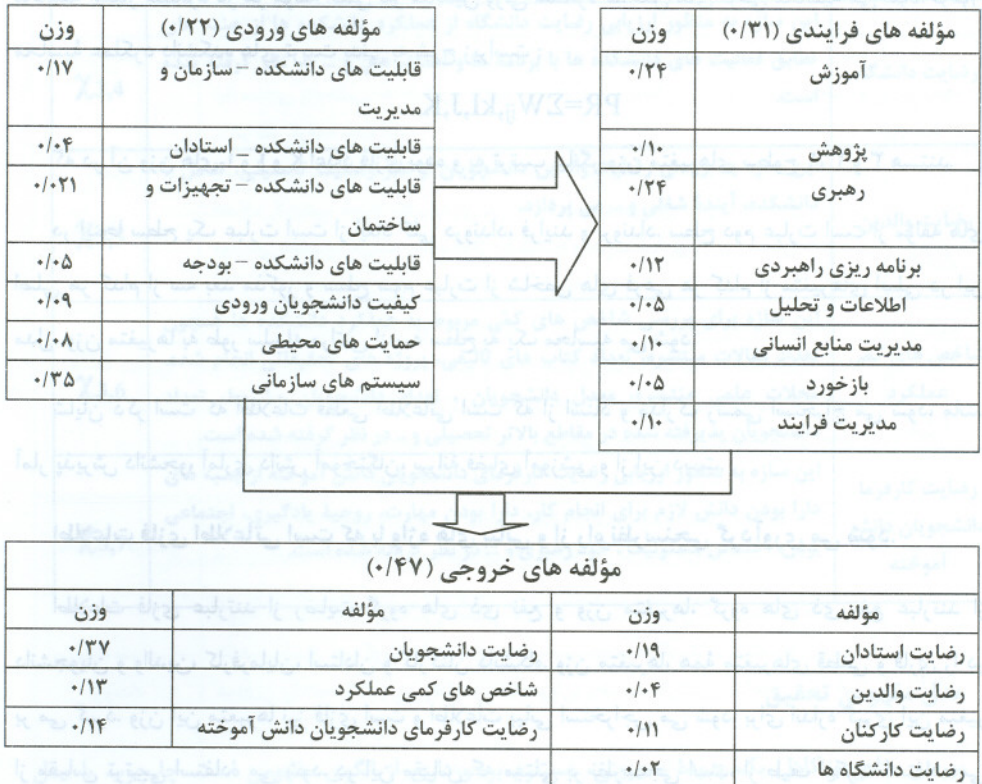 مؤلفه های فرایندی (۰/۳۱) وزن
آموزش ۰/۲۴
پژوهش ۰/۱۰
رهبری ۰/۲۴
برنامه ریزی راهبردی ۰/۱۲
اطلاعات و تحلیل ۰/۱۰
مدیریت منابع انسانی ۰/۱۰
بازخورد ۰/۰۵
مدیریت فرایند ۰/۱۰
مؤلفه های ورودی (۰/۲۲) وزن
قابلیت های دانشکده – سازمان و ۰/۱۷
مدیریت
قابلیت های دانشکده – استادان ۰/۰۴
قابلیت های دانشکده – تجهیزات و ۰/۰۲۱
ساختمان
قابلیت های دانشکده –بودجه ۰/۰۵
کیفیت دانشجویان ورودی ۰/۰۹
حمایت های محیطی ۰/۰۸
سیستم های سازمانی ۰/۳۵
مؤلفه های خروجی (۰/۴۷)
مؤلفه وزن مؤلفه وزن
رضایت استادان ۰/۱۹ رضایت دانشجویان ۰/۳۷
رضایت والدین ۰/۰۴ شاخص های کمی عملکرد ۰/۱۳
رضایت کارکنان ۰/۱۱ رضایت کارفرمای دانشجویان دانش آموخته ۰/۱۴
رضایت دانشگاه ها ۰/۰۲